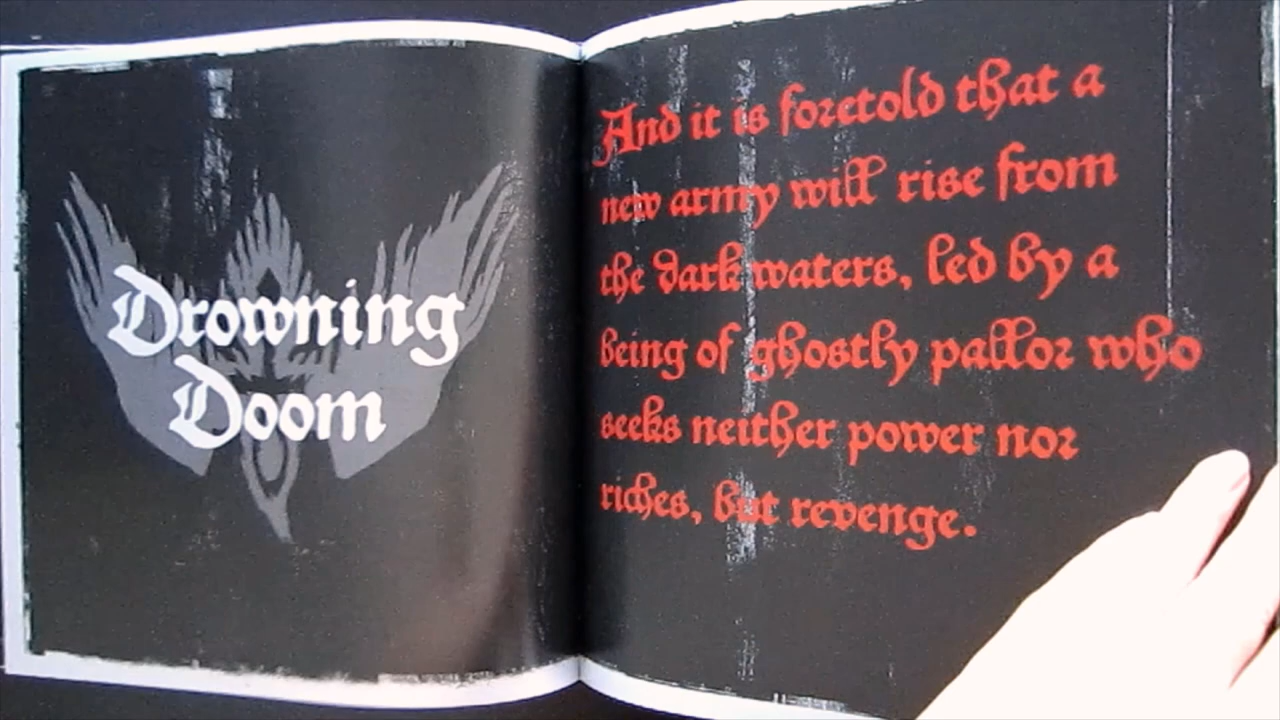 Drowning
Doom
And it is foretold that a
new army will rise from
the dark waters, led by a
being of ghostly pallor who
seeks neither power nor
riches, but revenge.